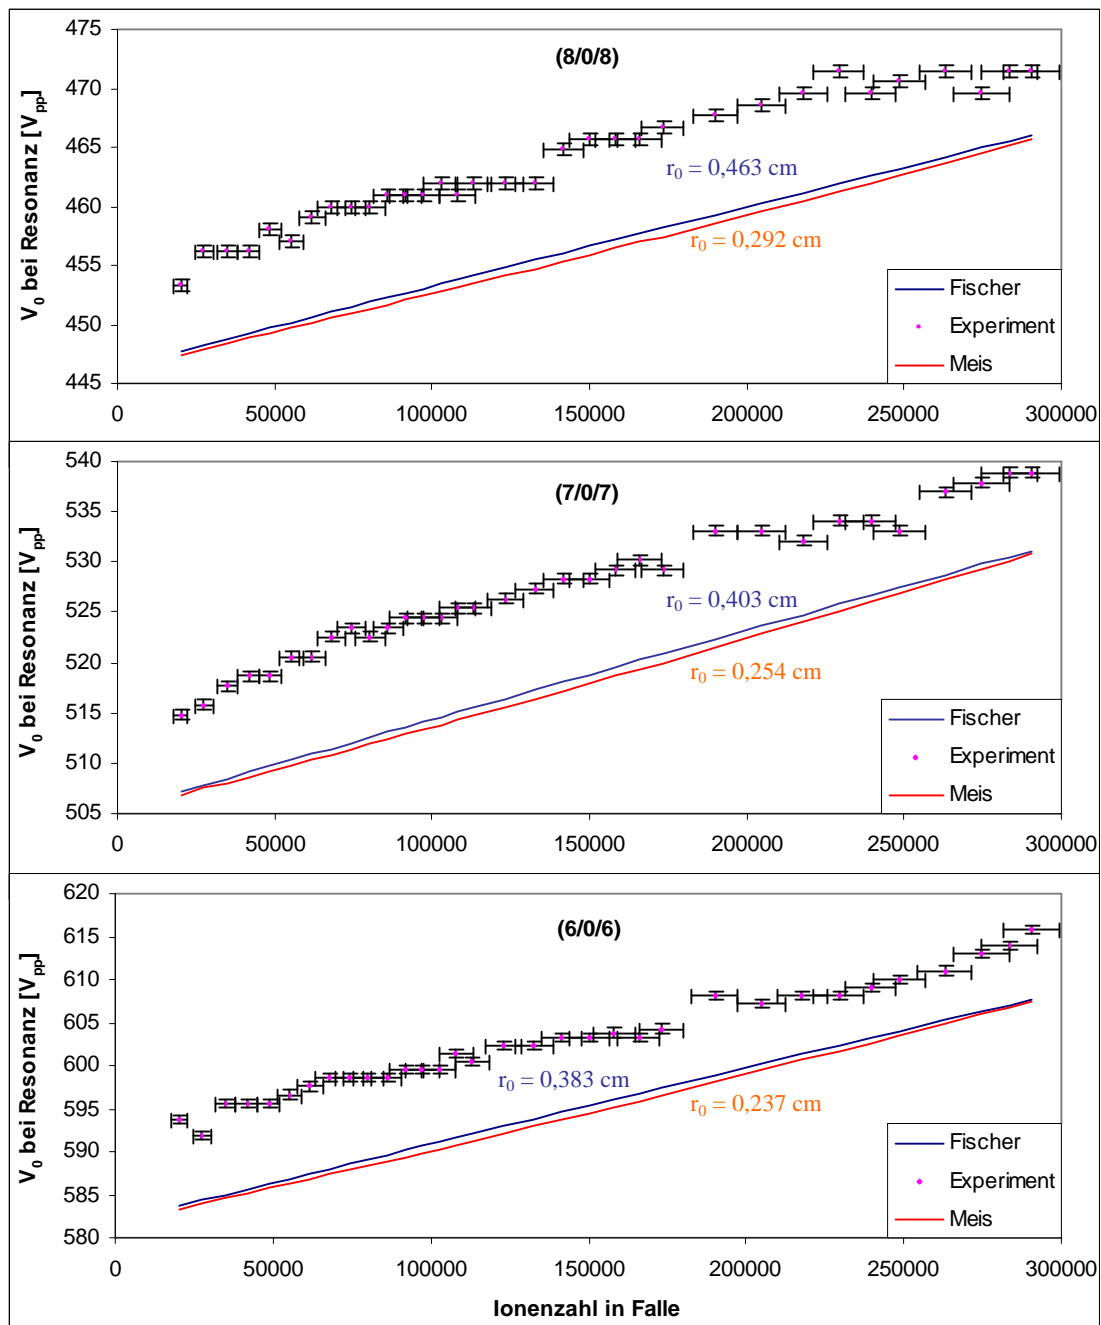 (8/0/8)
V0 bei Resonanz [Vpp]
475
470
465
460
455
450
445
r0 = 0,463 cm
r0 = 0,292 cm
Fischer
Experiment
Meis
0 50000 100000 150000 200000 250000 300000
(7/0/7)
V0 bei Resonanz [Vpp]
540
535
530
525
520
515
510
505
r0 = 0,403 cm
r0 = 0,254 cm
Fischer
Experiment
Meis
0 50000 100000 150000 200000 250000 300000
(6/0/6)
V0 bei Resonanz [Vpp]
620
615
610
605
600
595
590
585
580
r0 = 0,383 cm
r0 = 0,237 cm
Fischer
Experiment
Meis
0 50000 100000 150000 200000 250000 300000
Ionenzahl in Falle